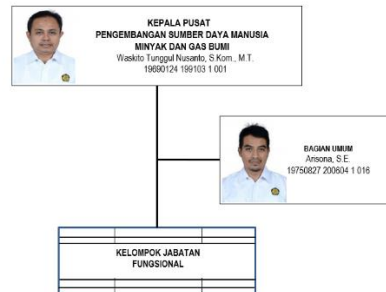 KEPALA PUSAT
PENGEMBANGAN SUMBER DAYA MANUSIA
MINYAK DAN GAS BUMI
Waskito Tunggul Nusanto, S.Kom., M.T.
19690124 199103 1 001
BAGIAN UMUM
Arisona, S.E.
19750827 200604 1 016
KELOMPOK JABATAN
FUNGSIONAL